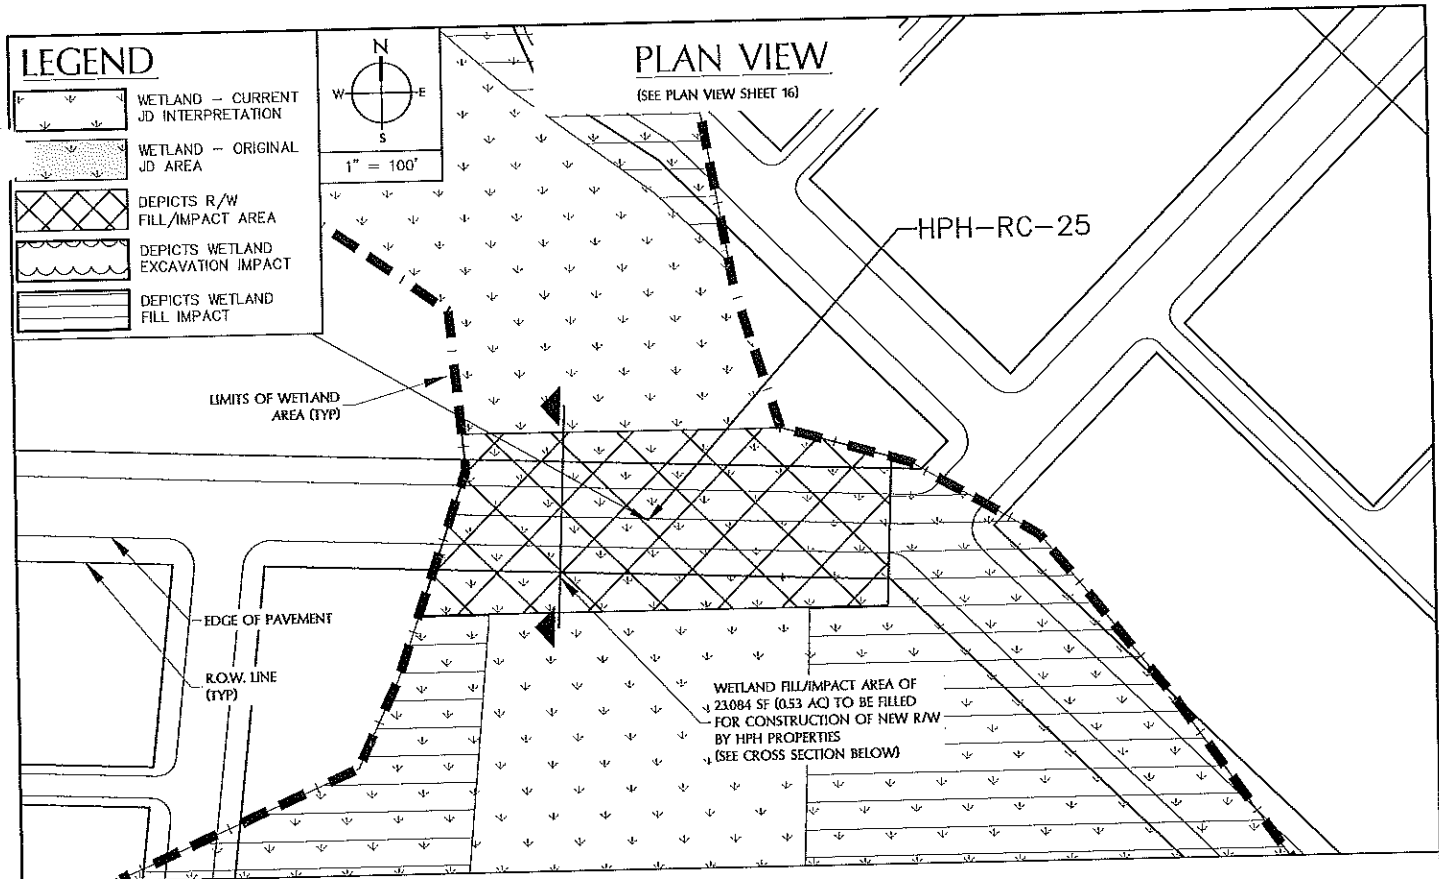 LEGEND
WETLAND - CURRENT
JD INTERPRETATION
WETLAND - ORIGINAL
JD AREA
DEPICTS R/W
FILL/IMPACT AREA
DEPICTS WETLAND
EXCAVATION IMPACT
DEPICTS WETLAND
FILL IMPACT
N
W E
S
1" = 100'
PLAN VIEW
(SEE PLAN VIEW SHEET 16)
HPH-RC-25
LIMITS OF WETLAND
AREA (TYP)
EDGE OF PAVEMENT
R.O.W. LINE
(TYP)
WETLAND FILL/IMPACT AREA OF
23,084 SF (0.53 AC) TO BE FILLED
FOR CONSTRUCTION OF NEW R/W
BY HPH PROPERTIES
(SEE CROSS SECTION BELOW)